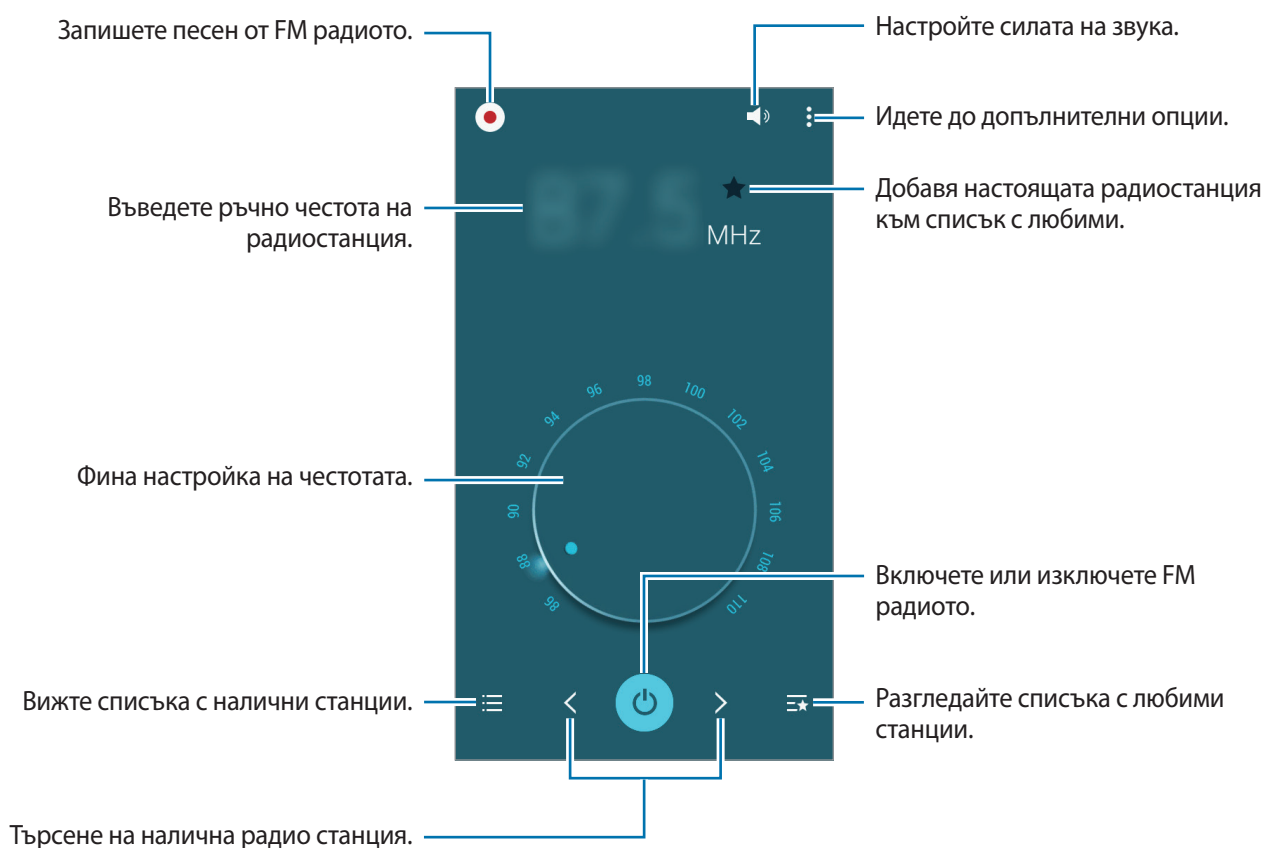 Запишете песен от FM радиото.
Настройте силата на звука.
Идете до допълнителни опции.
Въведете ръчно честота на
радиостанция.
87.5
MHz
Добавя настоящата радиостанция
към списък с любими.
Фина настройка на честотата.
86
88
90
92
94
96
98
100
102
104
106
108
110
Включете или изключете FM
радиото.
Вижте списъка с налични станции.
Разгледайте списъка с любими
станции.
Търсене на налична радио станция.